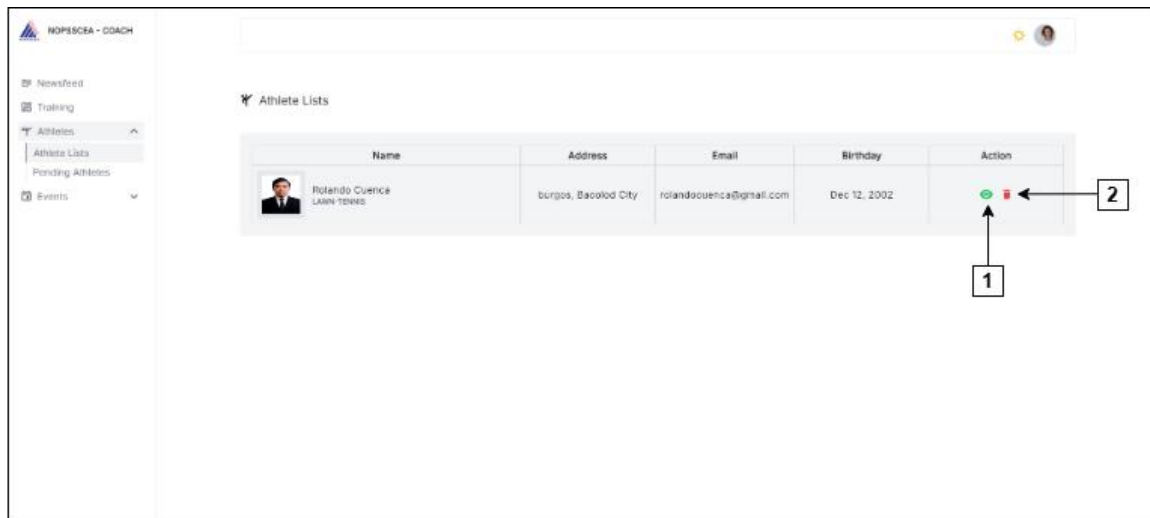 NOPSSCEA - COACH
Newsfeed
Training
Athletes
Athlete Lists
Pending Athletes
Events
Athlete Lists
Name Address Email Birthday Action
Rolando Cuenca
LAWN-TENNIS
burgos, Bacolod City rolandocuenca@gmail.com Dec 12, 2002
2
1